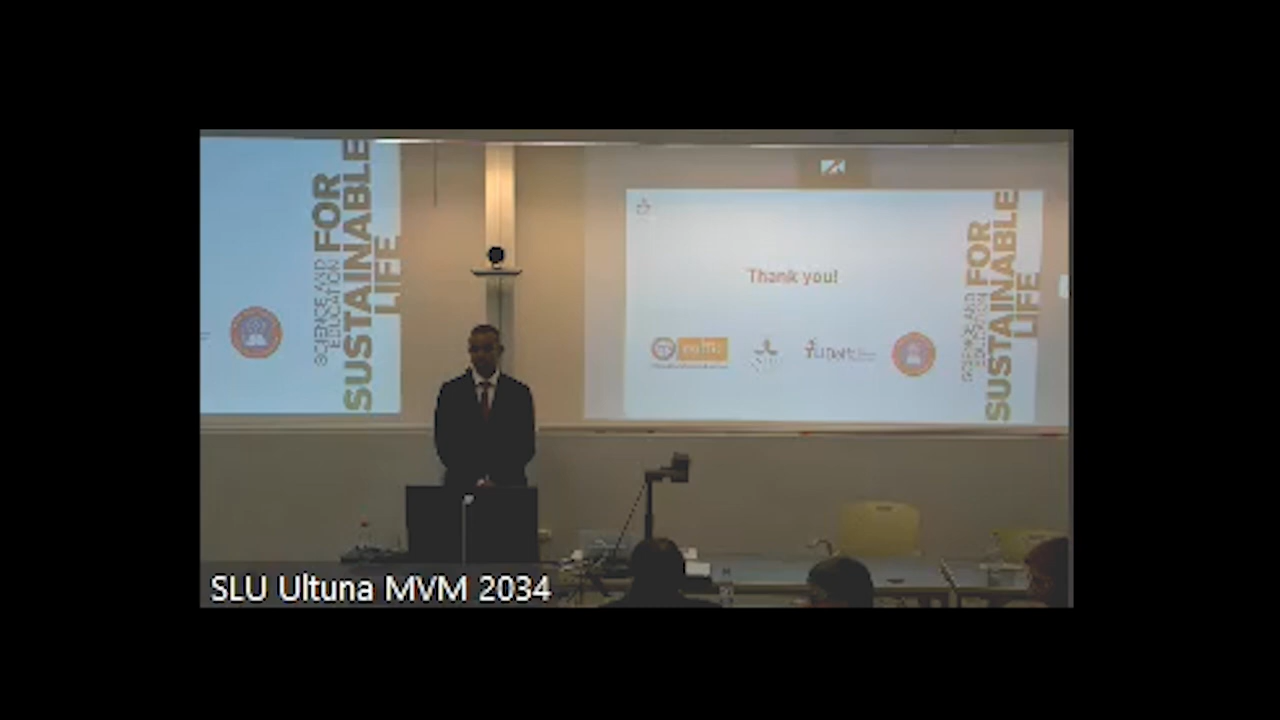 SCIENCE AND
EDUCATION FOR
SUSTAINABLE
LIFE
Thank you!
SCIENCE AND
EDUCATION FOR
SUSTAINABLE
LIFE
SLU Ultuna MVM 2034